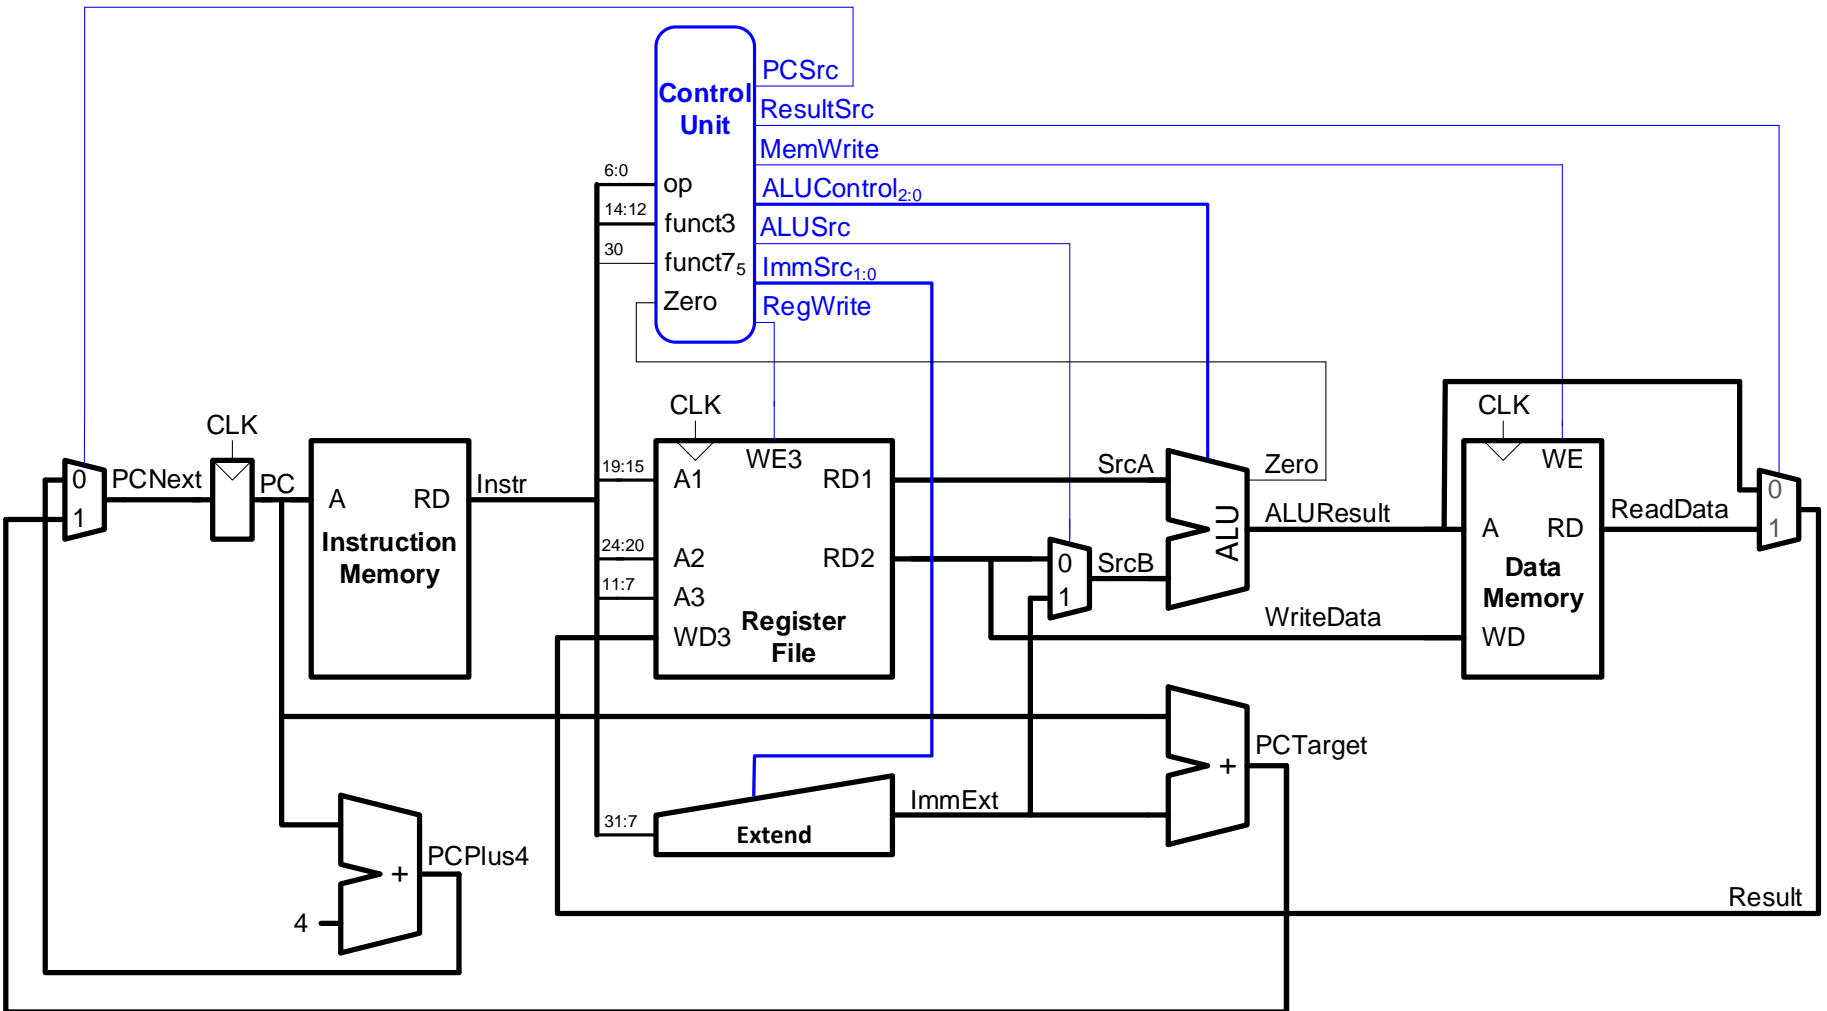 PCSrc
Control
Unit
ResultSrc
MemWrite
6:0
op
ALUControl2:0
14:12
funct3
ALUSrc
30
funct75
ImmSrc1:0
Zero
RegWrite
CLK
CLK
CLK
0
1
PCNext
PC
A
RD
Instruction
Memory
Instr
19:15
A1
WE3
RD1
24:20
A2
RD2
11:7
A3
WD3
Register
File
SrcA
0
1
SrcB
ALU
Zero
ALUResult
WriteData
WE
A
RD
Data
Memory
WD
ReadData
0
1
+
PCTarget
31:7
Extend
ImmExt
4
+
PCPlus4
Result